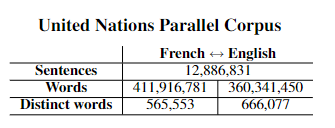 United Nations Parallel Corpus
French ↔ English
Sentences 12,886,831
Words 411,916,781 360,341,450
Distinct words 565,553 666,077